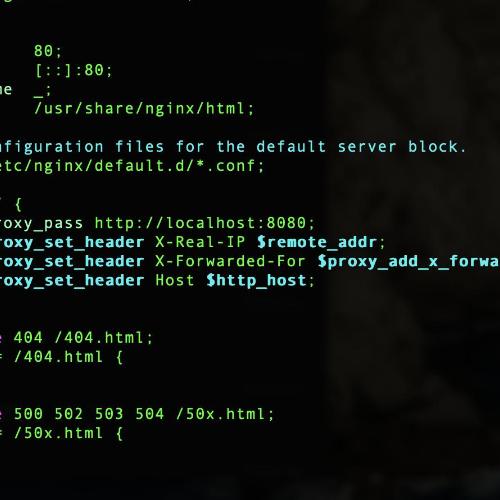 80;
[::]:80;
_;
/usr/share/nginx/html;
figuration files for the default server block.
etc/nginx/default.d/*.conf;
{
roxy_pass http://localhost:8080;
roxy_set_header X-Real-IP $remote_addr;
roxy_set_header X-Forwarded-For $proxy_add_x_forwa
roxy_set_header Host $http_host;
404 /404.html;
= /404.html {
500 502 503 504 /50x.html;
= /50x.html {